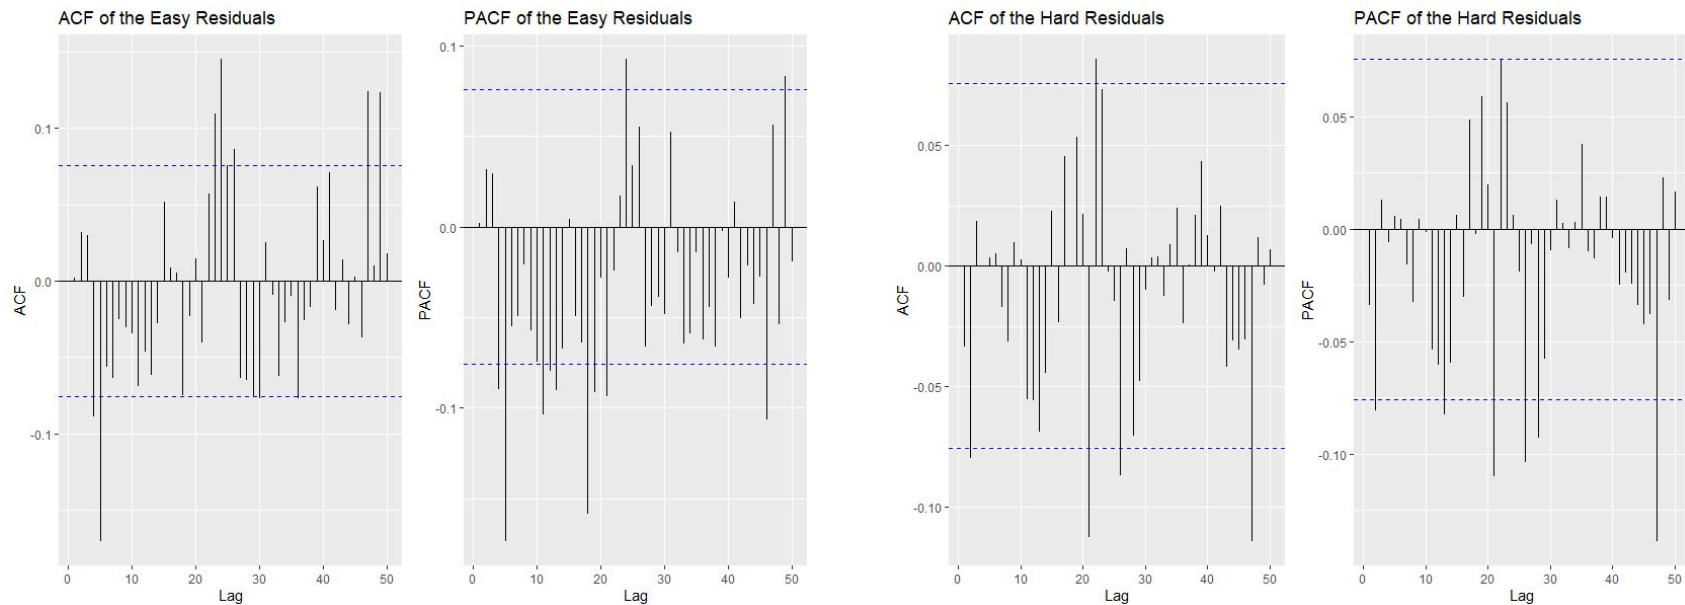 ACF of the Easy Residuals
ACF
0.1
0.0
-0.1
0 10 20 30 40 50
Lag
PACF of the Easy Residuals
PACF
0.1
0.0
-0.1
0 10 20 30 40 50
Lag
ACF of the Hard Residuals
ACF
0.05
0.00
-0.05
-0.10
0 10 20 30 40 50
Lag
PACF of the Hard Residuals
PACF
0.05
0.00
-0.05
-0.10
0 10 20 30 40 50
Lag